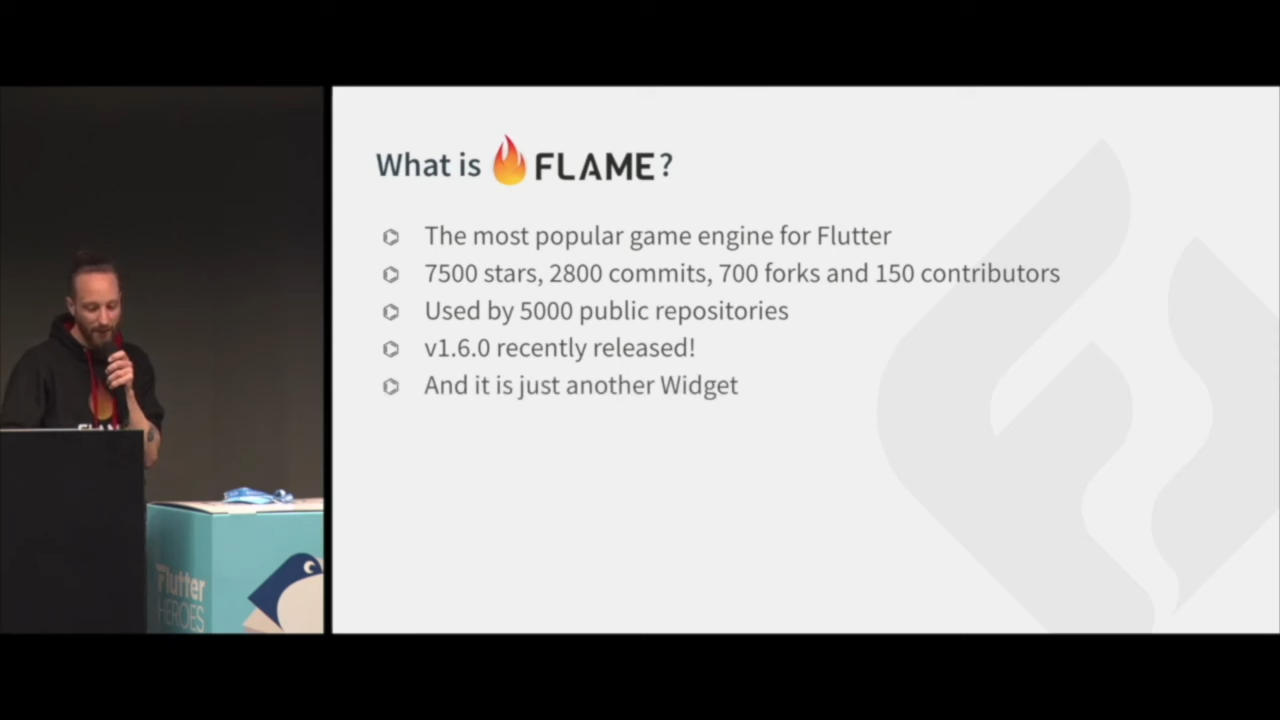 What is FLAME?
The most popular game engine for Flutter
7500 stars, 2800 commits, 700 forks and 150 contributors
Used by 5000 public repositories
v1.6.0 recently released!
And it is just another Widget
Flutter
HEROES